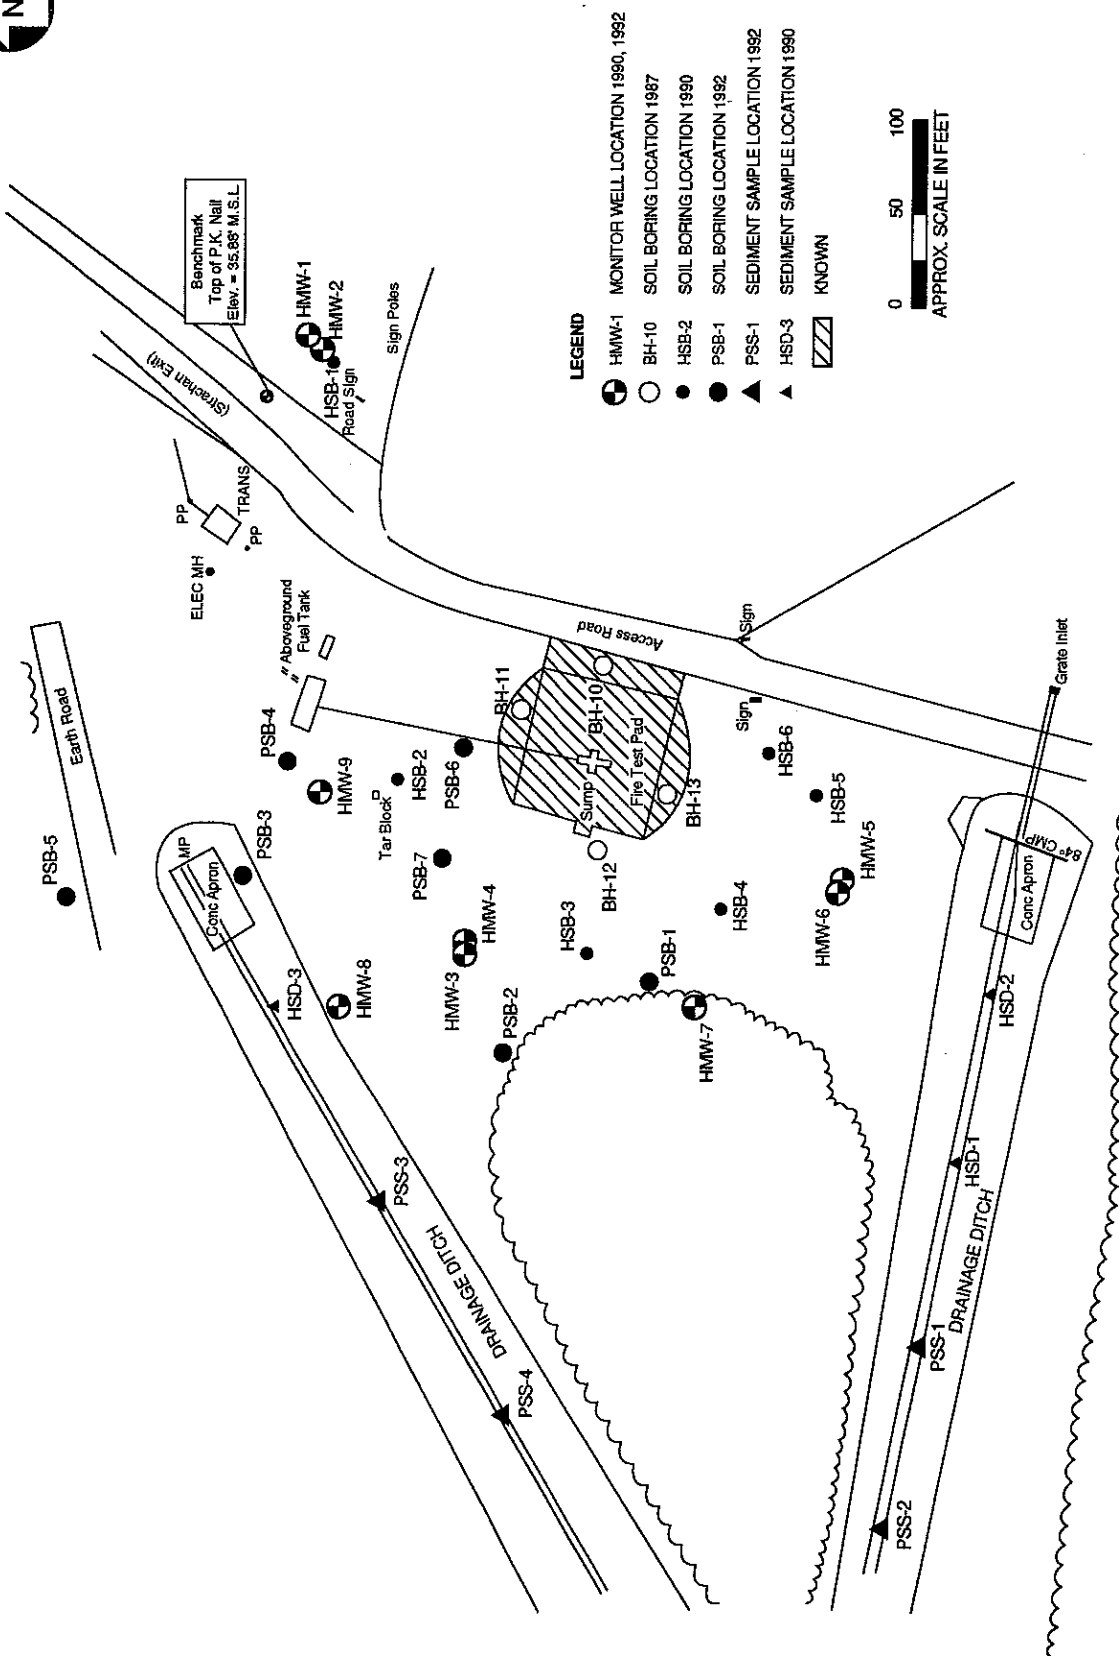 N
Benchmark
Top of P.K. Nail
Elev. = 35.88' M.S.L.
(Strachan Exit)
HMW-1
HMW-2
HSB-1
Road Sign
Sign Poles
PP
TRANS
PP
ELEC MH
Aboveground
Fuel Tank
Earth Road
PSB-5
PSB-4
HMW-9
PSB-3
MP
Conc Apron
Tar Block
HSB-2
PSB-6
PSB-7
HMW-4
HMW-3
HMW-8
HSD-3
PSB-2
BH-11
BH-10
Access Road
Sump
Fire Test Pad
BH-13
BH-12
HSB-3
PSB-1
HMW-7
HSB-4
Sign
Sign
HSB-6
HSB-5
HMW-5
HMW-6
Grate Inlet
84" CMP
Conc Apron
HSD-2
HSD-1
DRAINAGE DITCH
PSS-1
PSS-2
PSS-3
DRAINAGE DITCH
PSS-4
LEGEND
HMW-1 MONITOR WELL LOCATION 1990, 1992
BH-10 SOIL BORING LOCATION 1987
HSB-2 SOIL BORING LOCATION 1990
PSB-1 SOIL BORING LOCATION 1992
PSS-1 SEDIMENT SAMPLE LOCATION 1992
HSD-3 SEDIMENT SAMPLE LOCATION 1990
KNOWN
0 50 100
APPROX. SCALE IN FEET